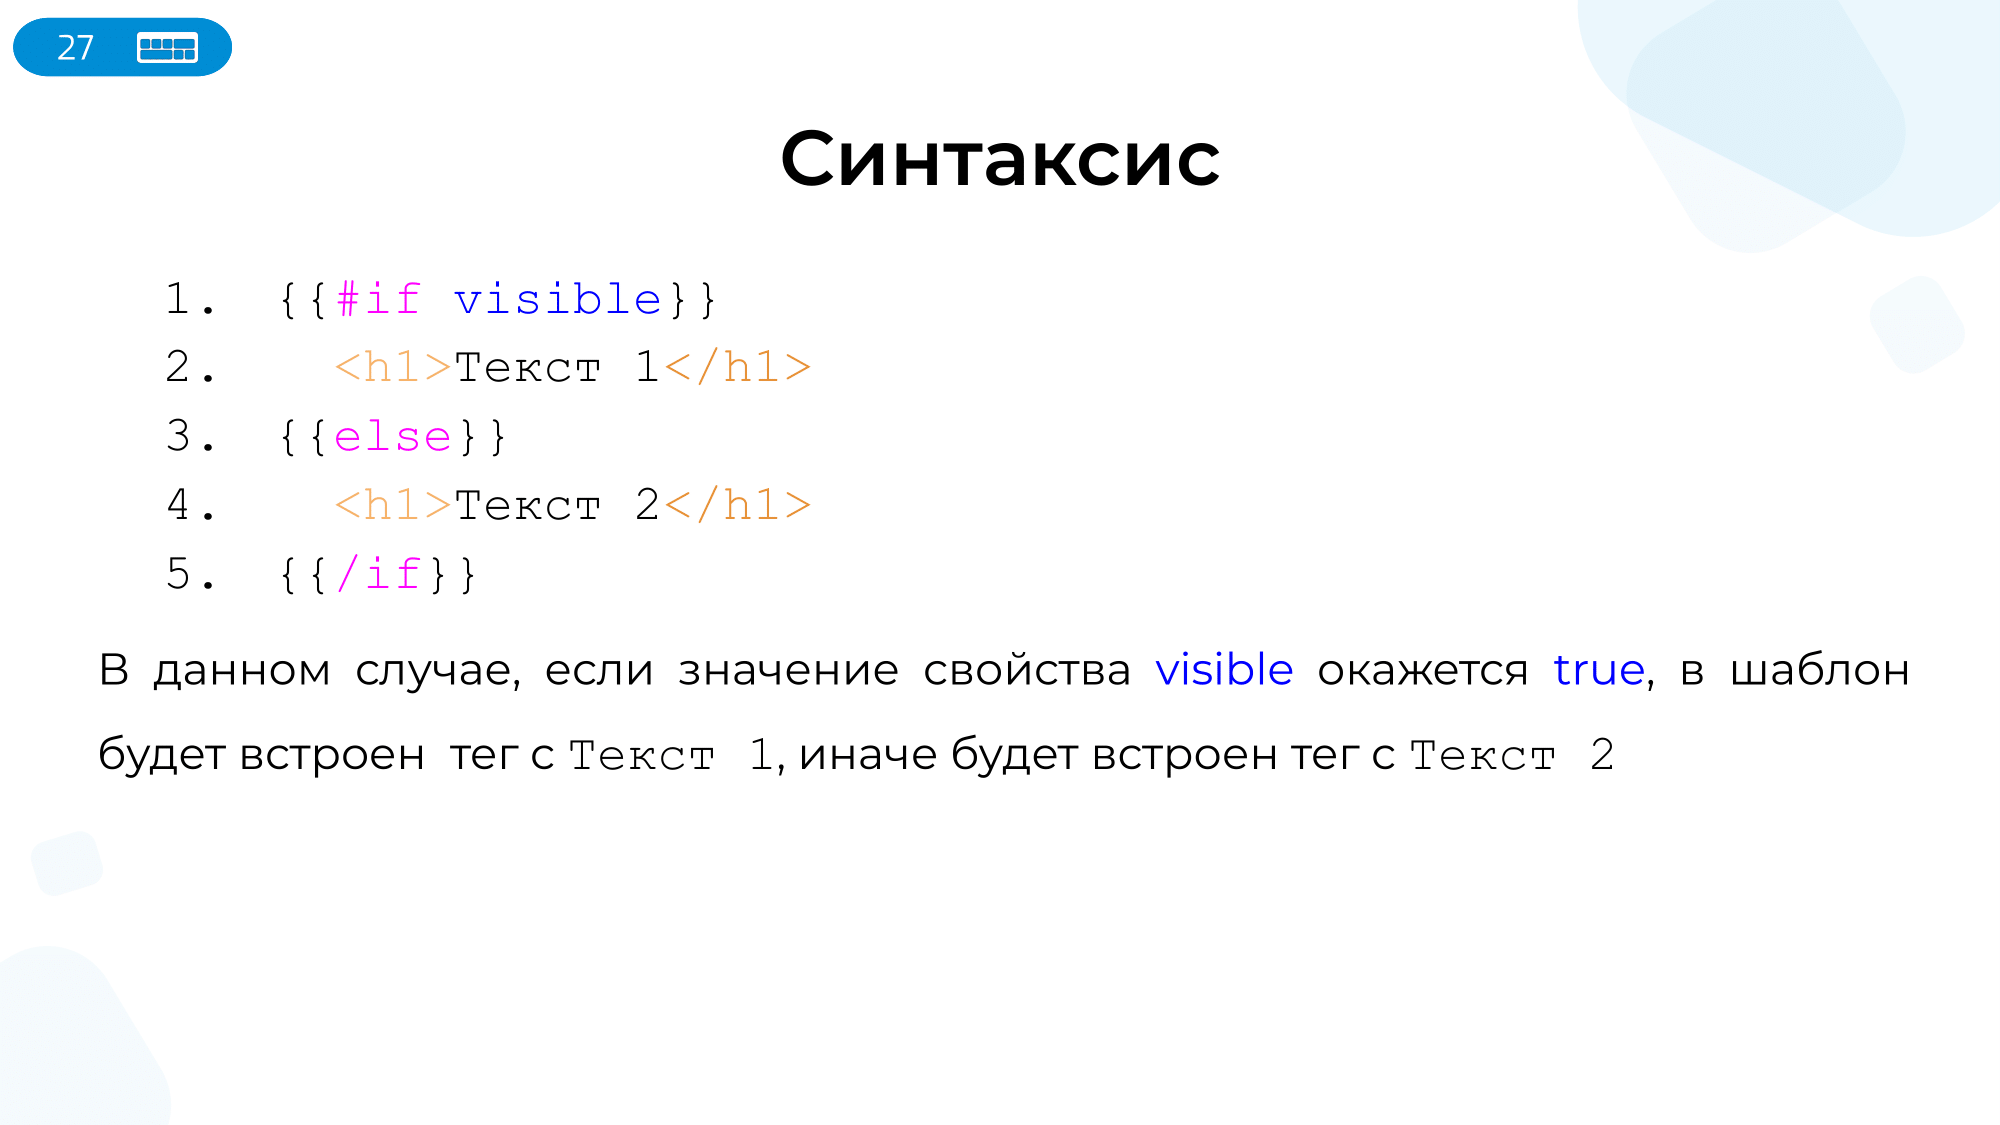 27
Синтаксис
1. {{#if visible}}
2.   <h1>Текст 1</h1>
3. {{else}}
4.   <h1>Текст 2</h1>
5. {{/if}}
В данном случае, если значение свойства visible окажется true, в шаблон
будет встроен тег с Текст 1, иначе будет встроен тег с Текст 2